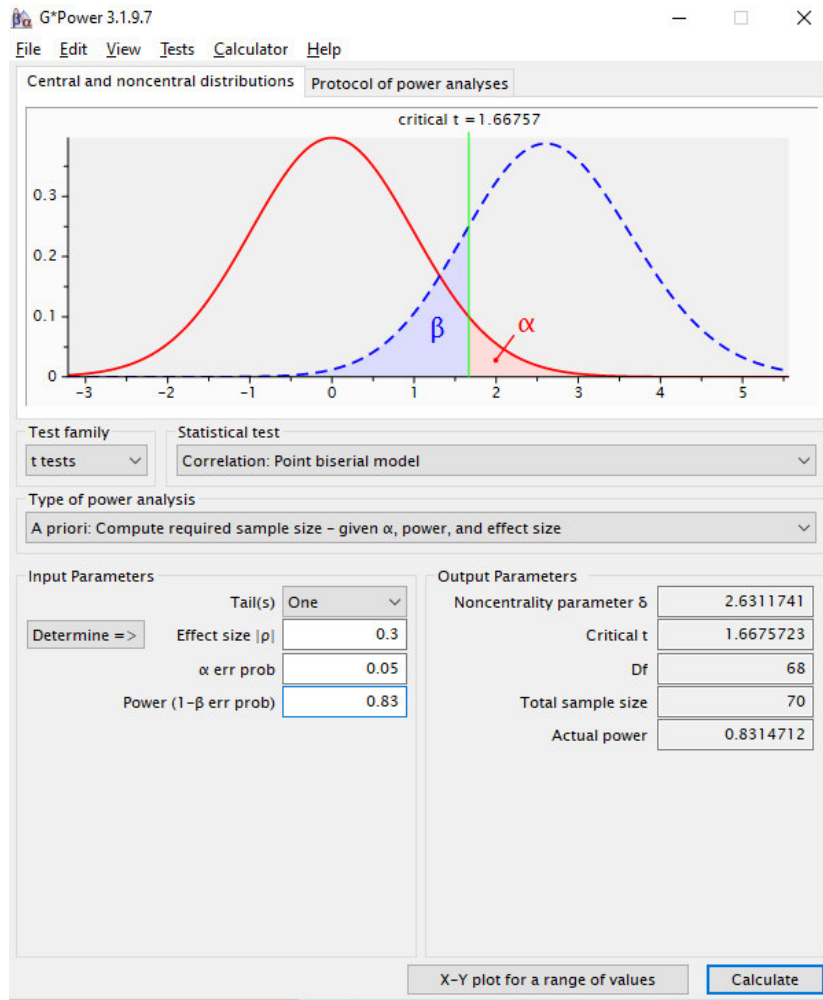 βα G*Power 3.1.9.7
File Edit View Tests Calculator Help
Central and noncentral distributions Protocol of power analyses
critical t = 1.66757
0.3
0.2
0.1
0
β
α
-3 -2 -1 0 1 2 3 4 5
Test family Statistical test
t tests Correlation: Point biserial model
Type of power analysis
A priori: Compute required sample size – given α, power, and effect size
Input Parameters
Tail(s) One
Determine => Effect size |ρ| 0.3
α err prob 0.05
Power (1-β err prob) 0.83
Output Parameters
Noncentrality parameter δ 2.6311741
Critical t 1.6675723
Df 68
Total sample size 70
Actual power 0.8314712
X-Y plot for a range of values Calculate